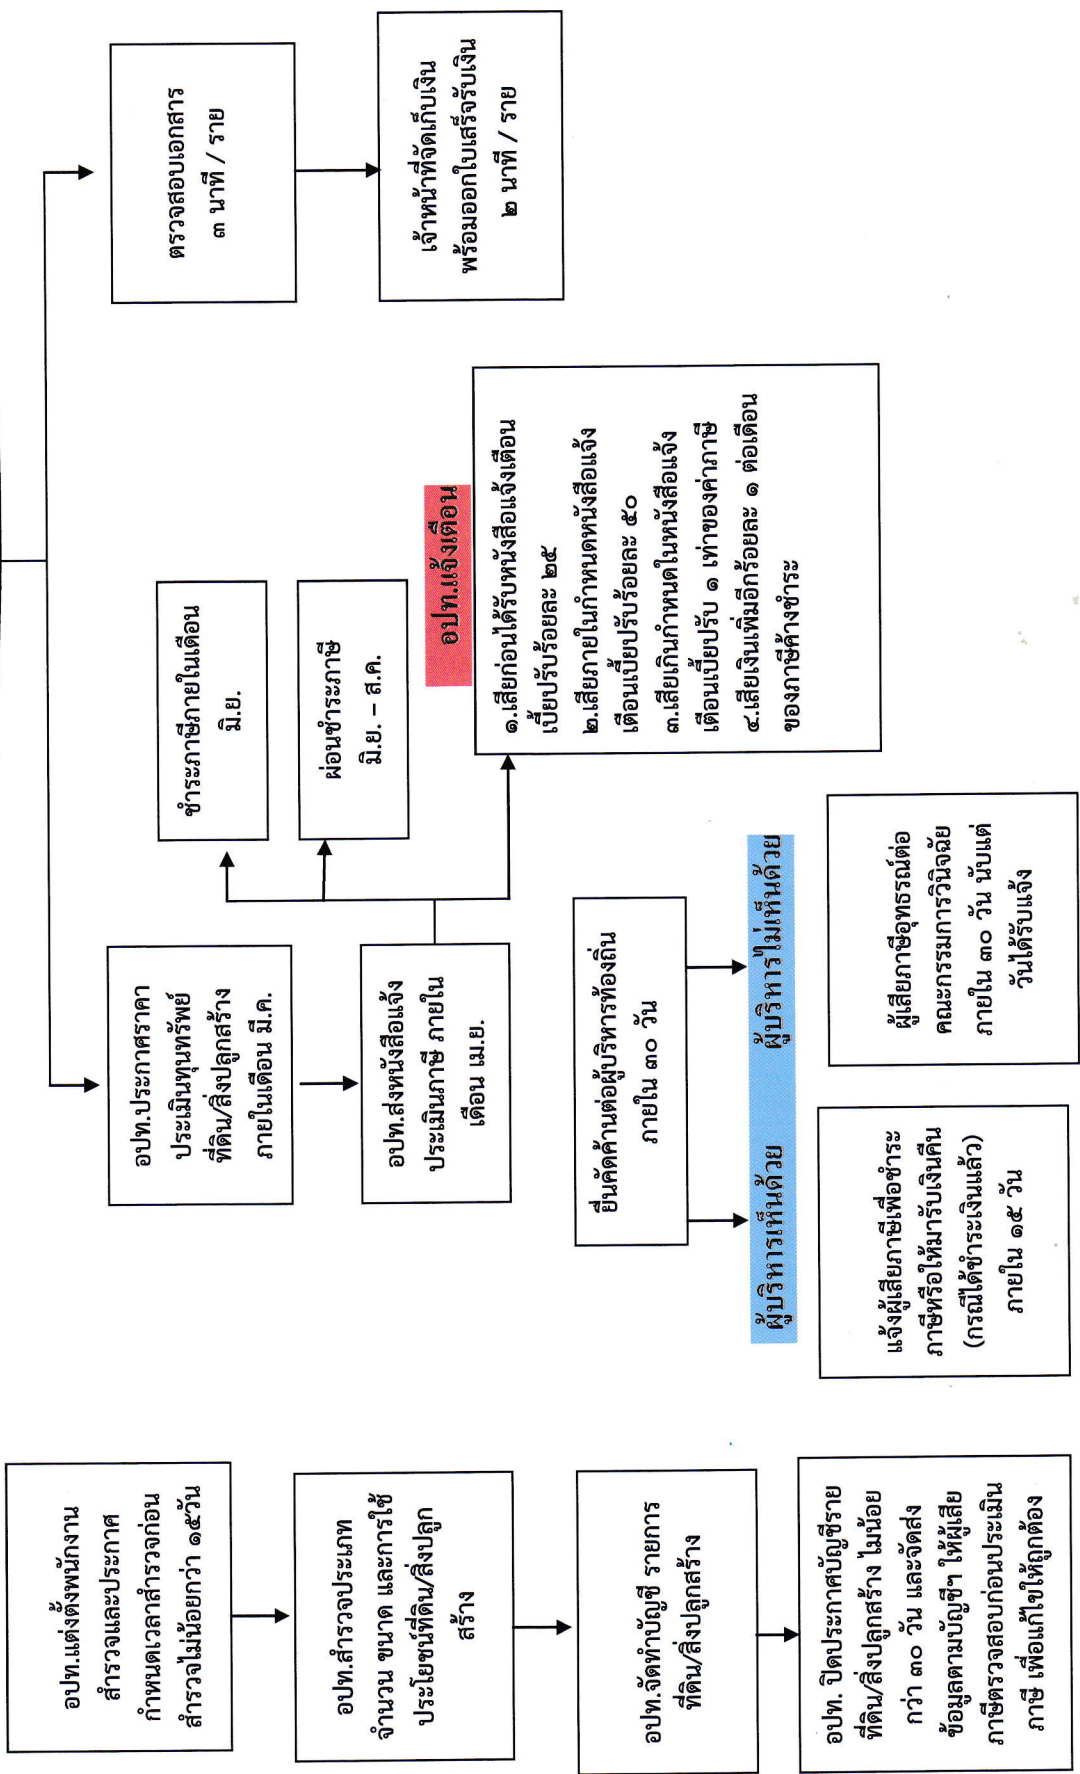 อปท.แต่งตั้งพนักงาน
สำรวจและประกาศ
กำหนดเวลาสำรวจก่อน
สำรวจไม่น้อยกว่า ๑๕วัน
อปท.สำรวจประเภท
จำนวน ขนาด และการใช้
ประโยชน์ที่ดิน/สิ่งปลูก
สร้าง
อปท.จัดทำบัญชี รายการ
ที่ดิน/สิ่งปลูกสร้าง
อปท. ปิดประกาศบัญชีราย
ที่ดิน/สิ่งปลูกสร้าง ไม่น้อย
กว่า ๓๐ วัน และจัดส่ง
ข้อมูลตามบัญชีฯ ให้ผู้เสีย
ภาษีตรวจสอบก่อนประเมิน
ภาษี เพื่อแก้ไขให้ถูกต้อง
อปท.ประกาศราคา
ประเมินทุนทรัพย์
ที่ดิน/สิ่งปลูกสร้าง
ภายในเดือน มี.ค.
อปท.ส่งหนังสือแจ้ง
ประเมินภาษี ภายใน
เดือน เม.ย.
ชำระภาษีภายในเดือน
มิ.ย.
ผ่อนชำระภาษี
มิ.ย. – ส.ค.
อปท.แจ้งเตือน
๑.เสียก่อนได้รับหนังสือแจ้งเตือน
เบี้ยปรับร้อยละ ๒๕
๒.เสียภายในกำหนดหนังสือแจ้ง
เตือนเบี้ยปรับร้อยละ ๕๐
๓.เสียเกินกำหนดในหนังสือแจ้ง
เตือนเบี้ยปรับ ๑ เท่าของค่าภาษี
๔.เสียเงินเพิ่มอีกร้อยละ ๑ ต่อเดือน
ของภาษีค้างชำระ
ยื่นคัดค้านต่อผู้บริหารท้องถิ่น
ภายใน ๓๐ วัน
ผู้บริหารเห็นด้วย
ผู้บริหารไม่เห็นด้วย
แจ้งผู้เสียภาษีเพื่อชำระ
ภาษีหรือให้มารับเงินคืน
(กรณีได้ชำระเงินแล้ว)
ภายใน ๑๕ วัน
ผู้เสียภาษีอุทธรณ์ต่อ
คณะกรรมการวินิจฉัย
ภายใน ๓๐ วัน นับแต่
วันได้รับแจ้ง
ตรวจสอบเอกสาร
๓ นาที / ราย
เจ้าหน้าที่จัดเก็บเงิน
พร้อมออกใบเสร็จรับเงิน
๒ นาที / ราย